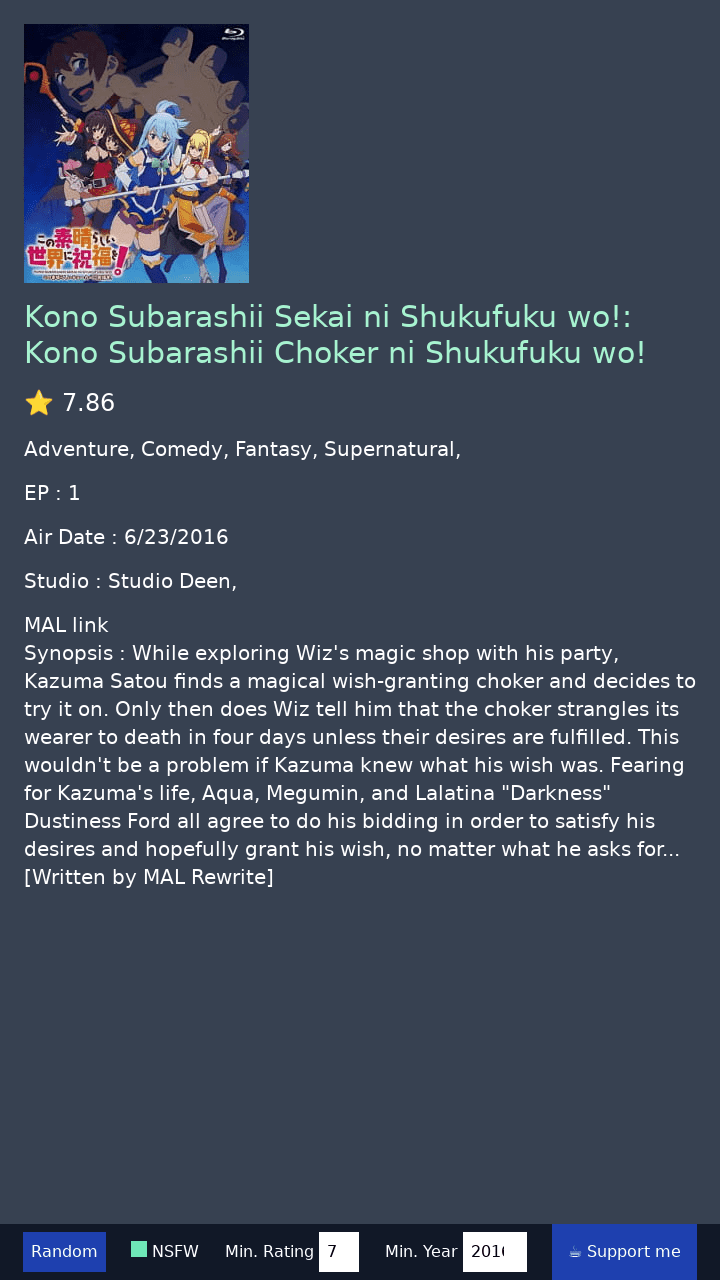 Blu-ray Disc
この素晴らしい
世界に祝福を!
Kono Subarashii Sekai ni Shukufuku wo!:
Kono Subarashii Choker ni Shukufuku wo!
⭐ 7.86
Adventure, Comedy, Fantasy, Supernatural,
EP : 1
Air Date : 6/23/2016
Studio : Studio Deen,
MAL link
Synopsis : While exploring Wiz's magic shop with his party,
Kazuma Satou finds a magical wish-granting choker and decides to
try it on. Only then does Wiz tell him that the choker strangles its
wearer to death in four days unless their desires are fulfilled. This
wouldn't be a problem if Kazuma knew what his wish was. Fearing
for Kazuma's life, Aqua, Megumin, and Lalatina "Darkness"
Dustiness Ford all agree to do his bidding in order to satisfy his
desires and hopefully grant his wish, no matter what he asks for...
[Written by MAL Rewrite]
Random NSFW Min. Rating 7 Min. Year 2016 ☕ Support me